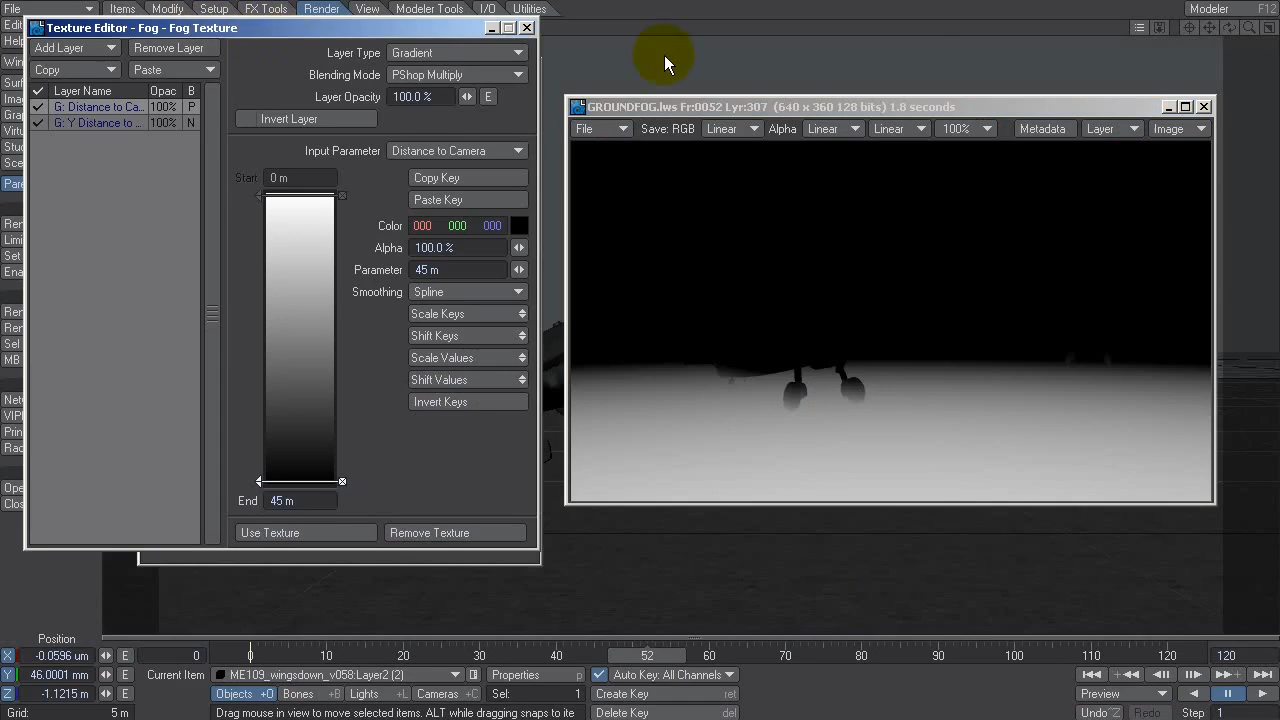 Items Modify Setup FX Tools Render View Modeler Tools I/O Utilities Modeler F12
Texture Editor - Fog - Fog Texture
Add Layer Remove Layer
Copy Paste
Layer Name Opac B
G: Distance to Ca... 100% P
G: Y Distance to ... 100% N
Layer Type Gradient
Blending Mode PShop Multiply
Layer Opacity 100.0 % E
Invert Layer
Input Parameter Distance to Camera
Start 0 m
Copy Key
Paste Key
Color 000 000 000
Alpha 100.0 %
Parameter 45 m
Smoothing Spline
Scale Keys
Shift Keys
Scale Values
Shift Values
Invert Keys
End 45 m
Use Texture Remove Texture
GROUNDFOG.lws Fr:0052 Lyr:307 (640 x 360 128 bits) 1.8 seconds
File Save: RGB Linear Alpha Linear Linear 100% Metadata Layer Image
Position
X -0.0596 um E 0
Y 46.0001 mm E
Z -1.1215 m E
Grid: 5 m
0 10 20 30 40 52 60 70 80 90 100 110 120 120
Current Item ME109_wingsdown_v058:Layer2 (2) Properties p Auto Key: All Channels
Objects +O Bones +B Lights +L Cameras +C Sel: 1 Create Key ret
Drag mouse in view to move selected items. ALT while dragging snaps to ite Delete Key del
Preview
Undo ^Z Redo Step 1